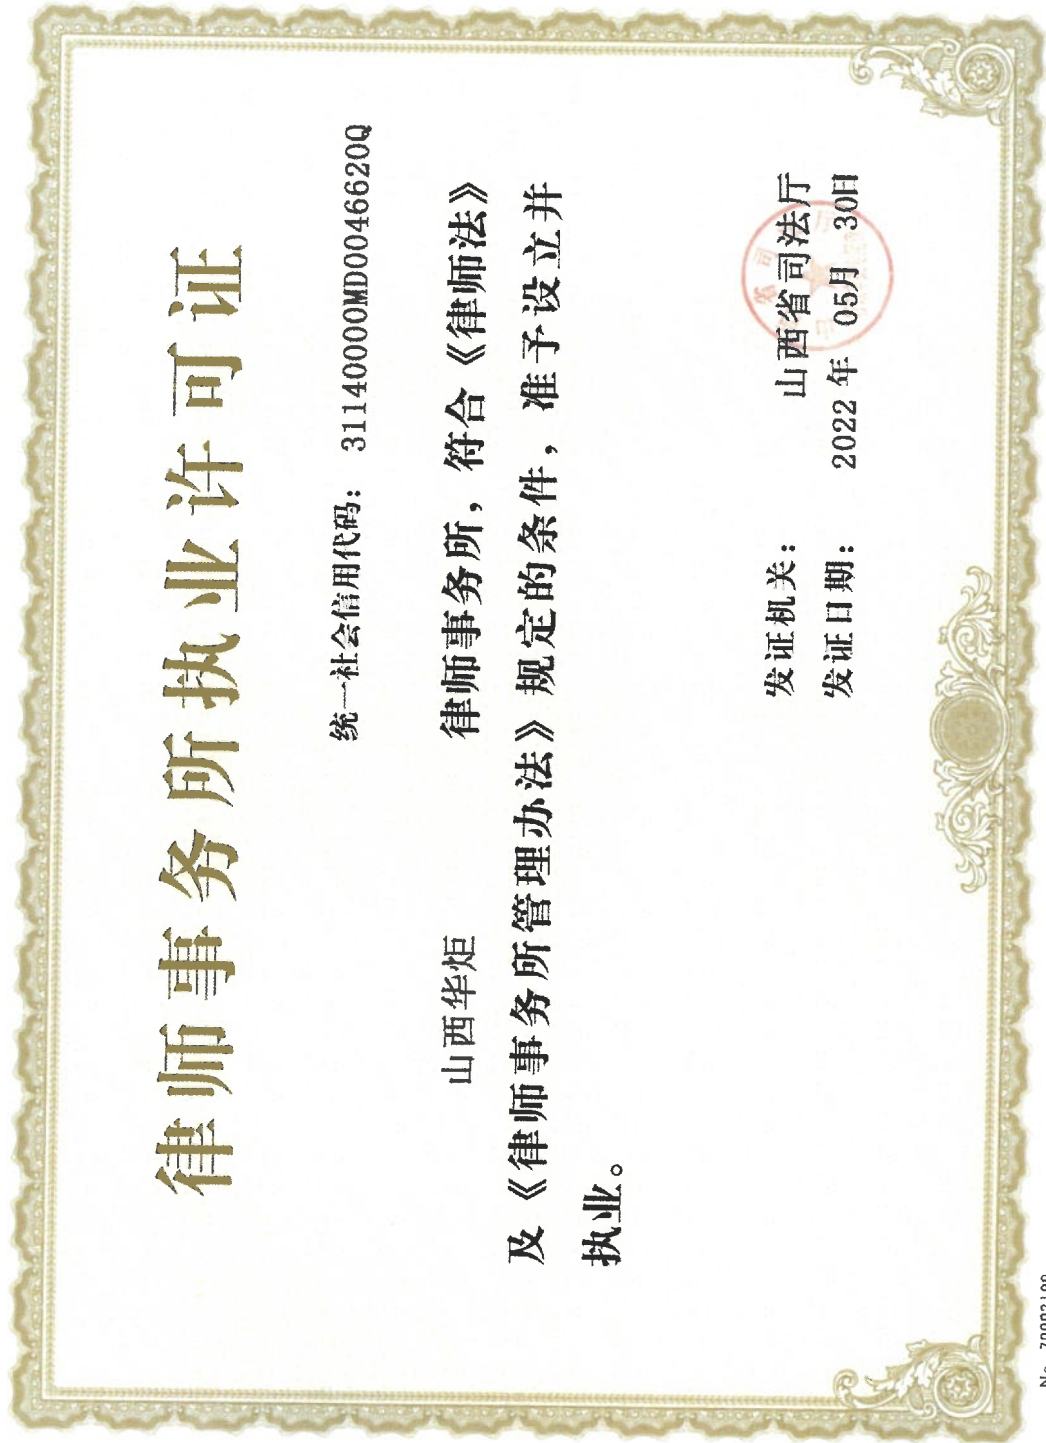 律师事务所执业许可证
统一社会信用代码： 31140000MD0046620Q
山西华炬 律师事务所，符合《律师法》
及《律师事务所管理办法》规定的条件，准予设立并
执业。
发证机关： 山西省司法厅
发证日期： 2022 年 05月 30日